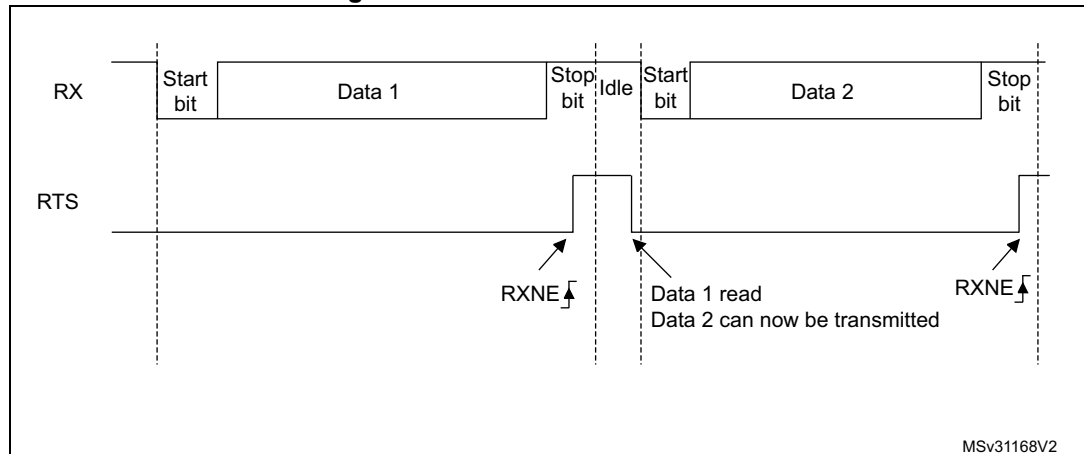 RX
Start
bit
Data 1
Stop
bit
Idle
Start
bit
Data 2
Stop
bit
RTS
RXNE
Data 1 read
Data 2 can now be transmitted
RXNE
MSv31168V2